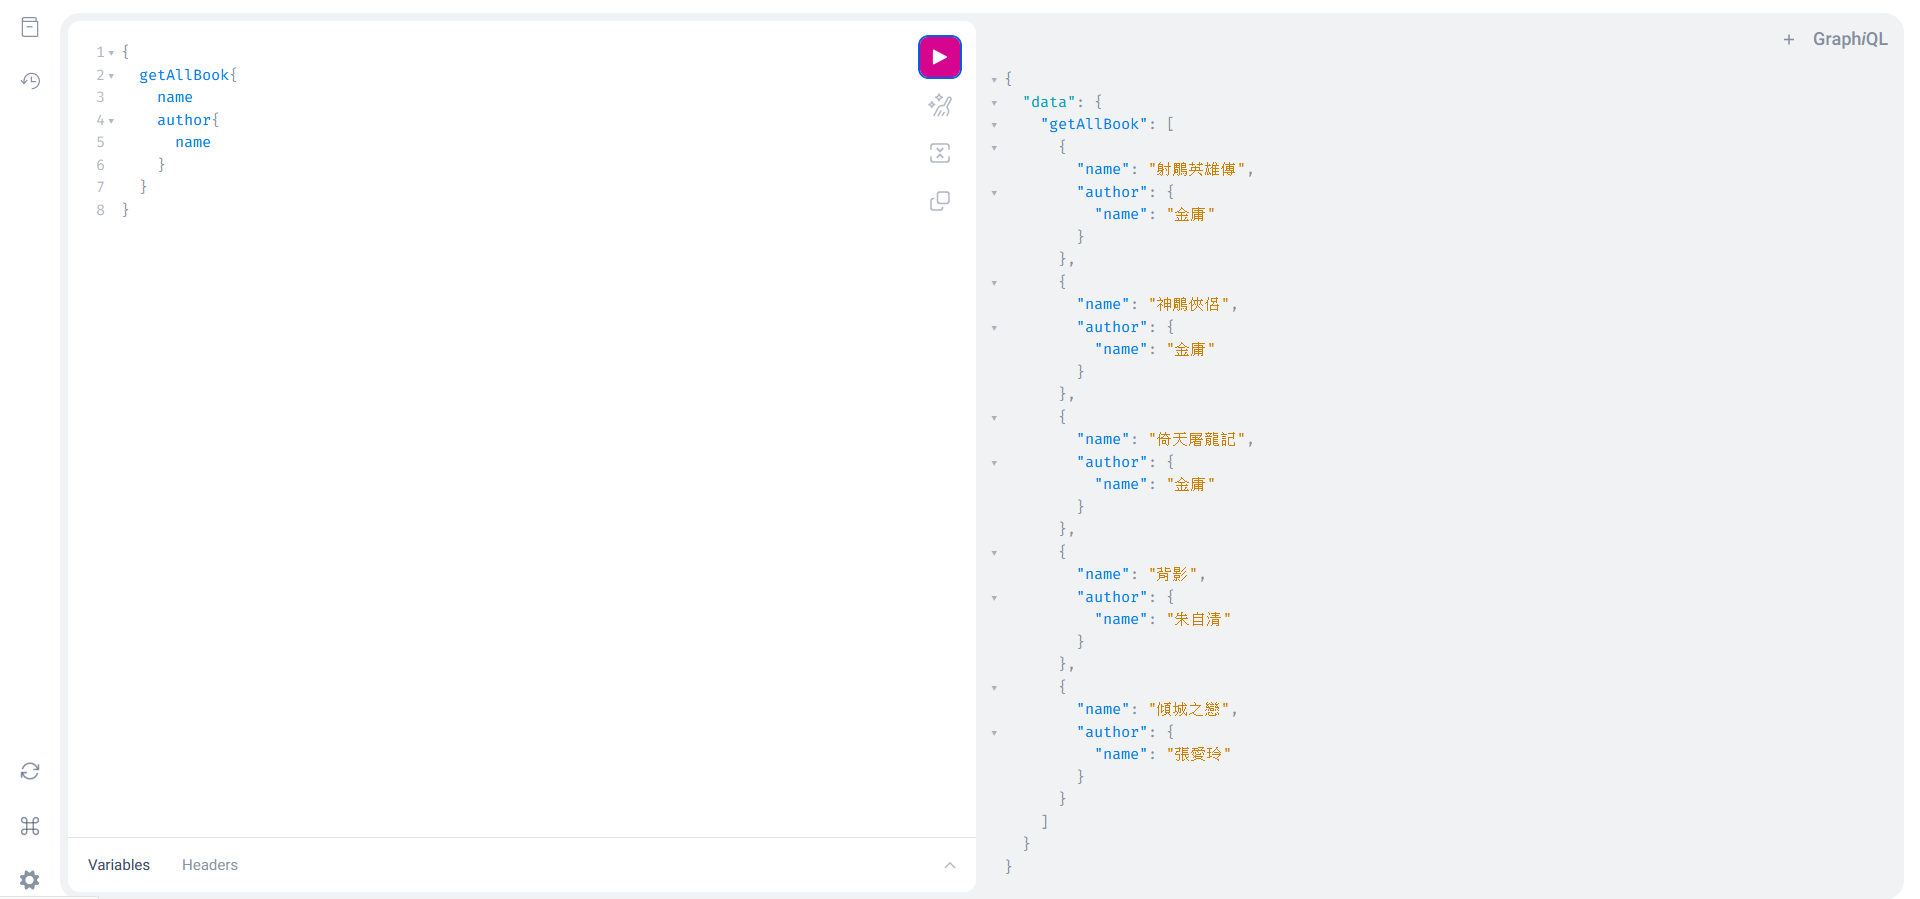 1 {
2 getAllBook{
3 name
4 author{
5 name
6 }
7 }
8 }
Variables Headers
+ GraphiQL
{
"data": {
"getAllBook": [
{
"name": "射鵰英雄傳",
"author": {
"name": "金庸"
}
},
{
"name": "神鵰俠侶",
"author": {
"name": "金庸"
}
},
{
"name": "倚天屠龍記",
"author": {
"name": "金庸"
}
},
{
"name": "背影",
"author": {
"name": "朱自清"
}
},
{
"name": "傾城之戀",
"author": {
"name": "張愛玲"
}
}
]
}
}